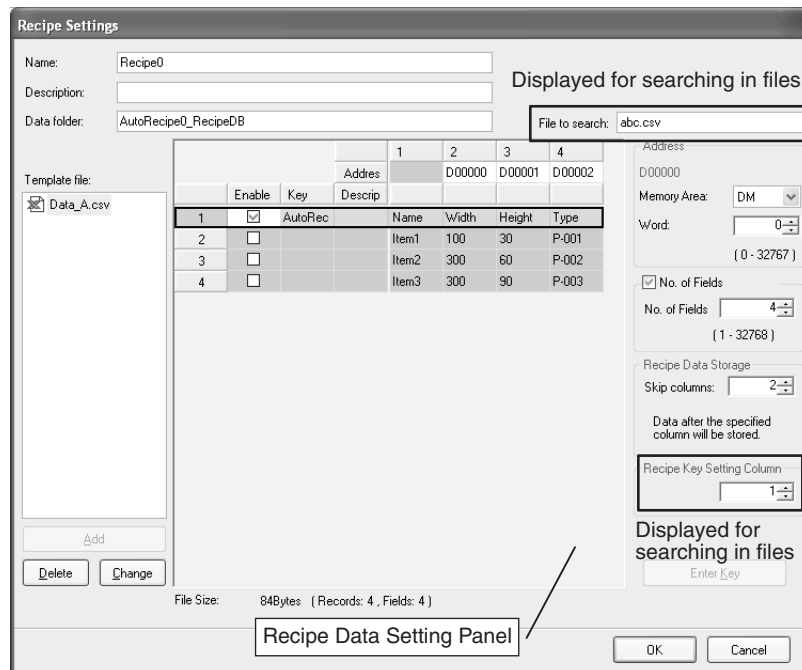 Recipe Settings
Name: Recipe0
Description:
Displayed for searching in files
Data folder: AutoRecipe0_RecipeDB
File to search: abc.csv
Template file:
Data_A.csv
1 2 3 4
Addres D00000 D00001 D00002
Enable Key Descrip
1 AutoRec Name Width Height Type
2 Item1 100 30 P-001
3 Item2 300 60 P-002
4 Item3 300 90 P-003
Address
D00000
Memory Area: DM
Word: 0
( 0 - 32767 )
No. of Fields
No. of Fields 4
( 1 - 32768 )
Recipe Data Storage
Skip columns: 2
Data after the specified
column will be stored.
Recipe Key Setting Column
1
Displayed for
searching in files
Enter Key
Add
Delete Change
File Size: 84Bytes ( Records: 4 , Fields: 4 )
Recipe Data Setting Panel
OK Cancel